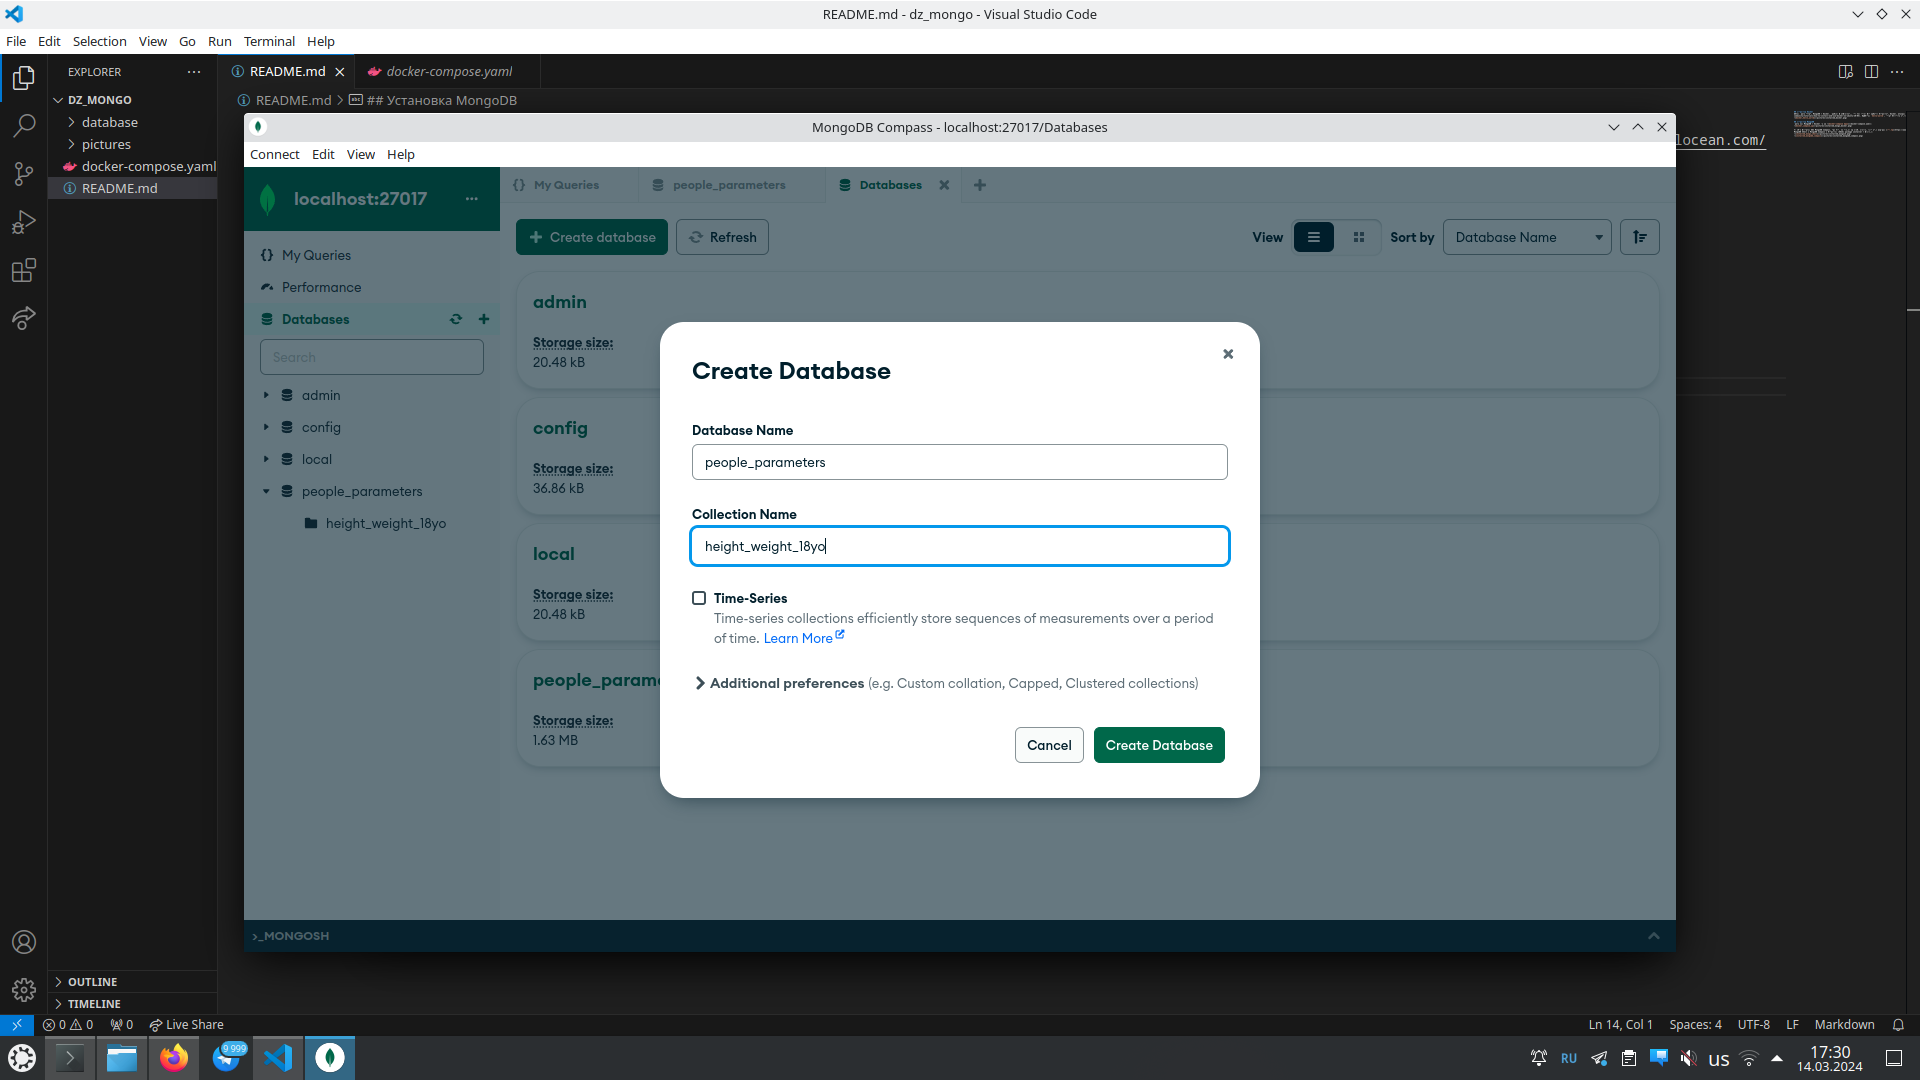 README.md - dz_mongo - Visual Studio Code
File Edit Selection View Go Run Terminal Help
EXPLORER
README.md
docker-compose.yaml
DZ_MONGO
README.md > ## Установка MongoDB
database
pictures
docker-compose.yaml
README.md
locean.com/
MongoDB Compass - localhost:27017/Databases
Connect Edit View Help
localhost:27017
My Queries
people_parameters
Databases
Create database
Refresh
View
Sort by
Database Name
My Queries
Performance
Databases
Search
admin
config
local
people_parameters
height_weight_18yo
admin
Storage size:
20.48 kB
config
Storage size:
36.86 kB
local
Storage size:
20.48 kB
people_parame
Storage size:
1.63 MB
Create Database
Database Name
people_parameters
Collection Name
height_weight_18yo
Time-Series
Time-series collections efficiently store sequences of measurements over a period
of time. Learn More
Additional preferences (e.g. Custom collation, Capped, Clustered collections)
Cancel
Create Database
>_MONGOSH
OUTLINE
TIMELINE
0 0 0 Live Share
Ln 14, Col 1 Spaces: 4 UTF-8 LF Markdown
9 999
RU
us
17:30
14.03.2024